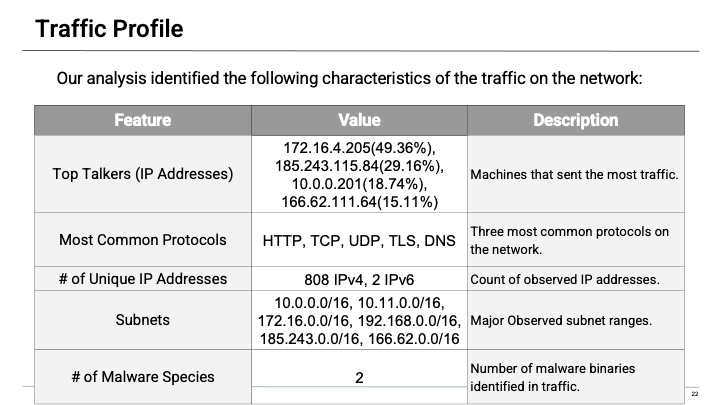 Traffic Profile
Our analysis identified the following characteristics of the traffic on the network:
Feature Value Description
Top Talkers (IP Addresses)
172.16.4.205(49.36%),
185.243.115.84(29.16%),
10.0.0.201(18.74%),
166.62.111.64(15.11%)
Machines that sent the most traffic.
Most Common Protocols
HTTP, TCP, UDP, TLS, DNS
Three most common protocols on
the network.
# of Unique IP Addresses
808 IPv4, 2 IPv6
Count of observed IP addresses.
Subnets
10.0.0.0/16, 10.11.0.0/16,
172.16.0.0/16, 192.168.0.0/16,
185.243.0.0/16, 166.62.0.0/16
Major Observed subnet ranges.
# of Malware Species
2
Number of malware binaries
identified in traffic.
22